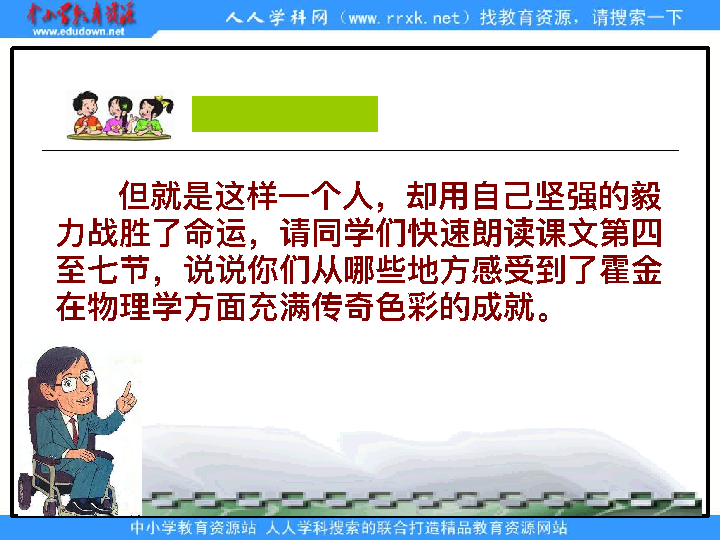 中小学教育资源
www.edudown.net
人人学科网（www.rrxk.net）找教育资源，请搜索一下
但就是这样一个人，却用自己坚强的毅
力战胜了命运，请同学们快速朗读课文第四
至七节，说说你们从哪些地方感受到了霍金
在物理学方面充满传奇色彩的成就。
中小学教育资源站 人人学科搜索的联合打造精品教育资源网站